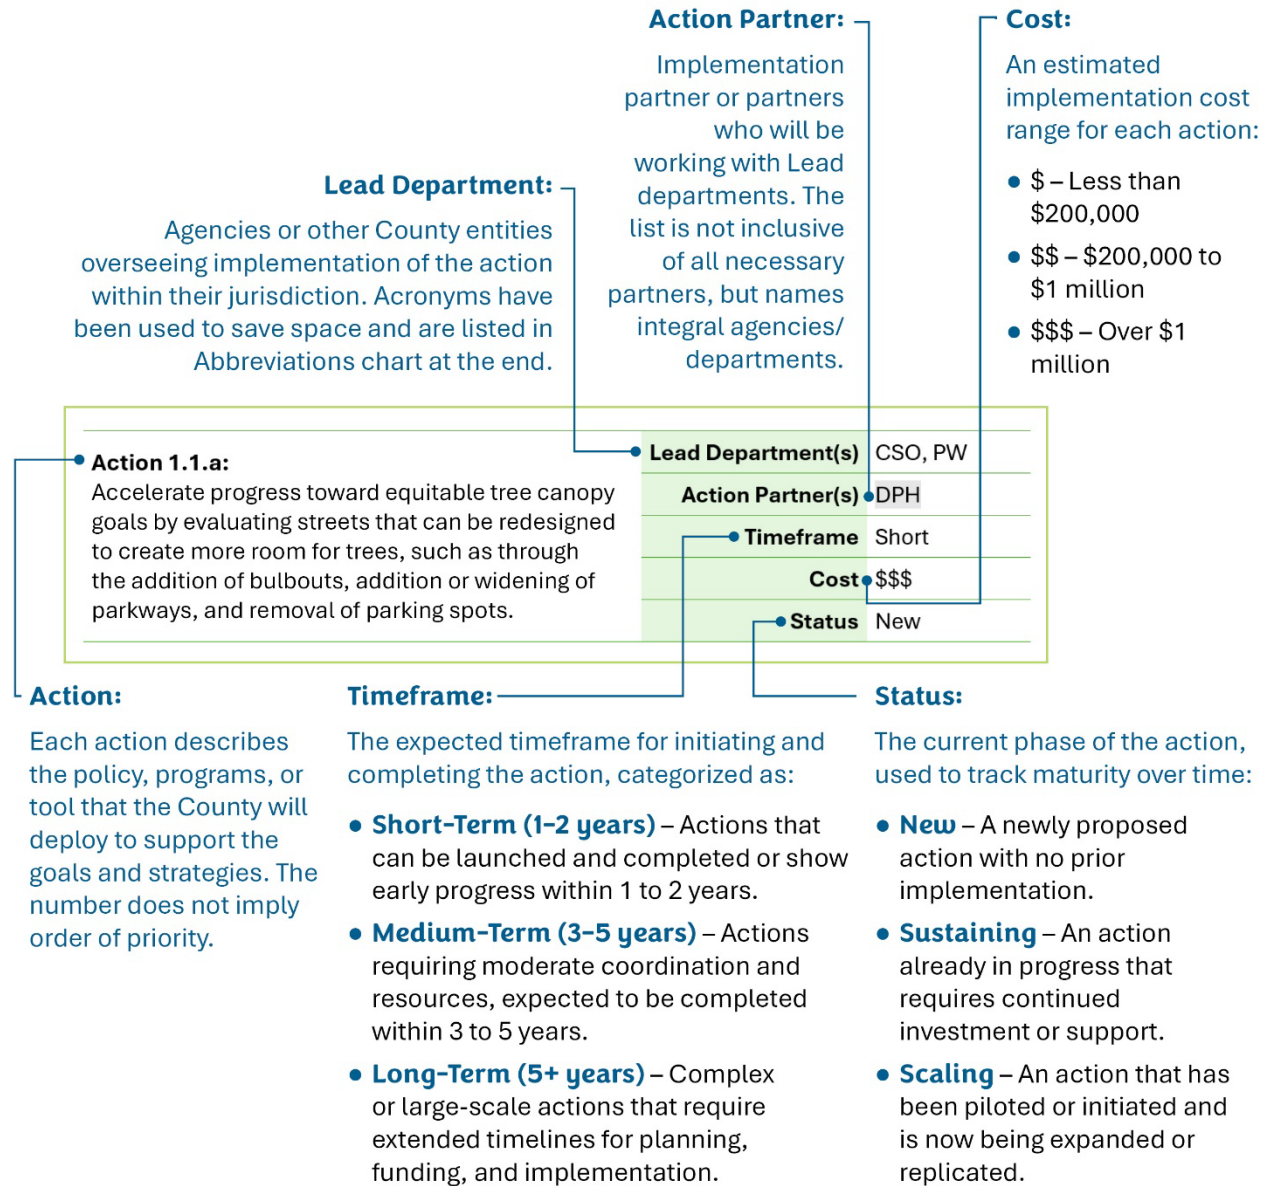 Action Partner:
Implementation
partner or partners
who will be
working with Lead
departments. The
list is not inclusive
of all necessary
partners, but names
integral agencies/
departments.
Cost:
An estimated
implementation cost
range for each action:
• $ – Less than
$200,000
• $$ – $200,000 to
$1 million
• $$$ – Over $1
million
Lead Department:
Agencies or other County entities
overseeing implementation of the action
within their jurisdiction. Acronyms have
been used to save space and are listed in
Abbreviations chart at the end.
Action 1.1.a:
Accelerate progress toward equitable tree canopy
goals by evaluating streets that can be redesigned
to create more room for trees, such as through
the addition of bulbouts, addition or widening of
parkways, and removal of parking spots.
Lead Department(s) CSO, PW
Action Partner(s) DPH
Timeframe Short
Cost $$$
Status New
Action:
Each action describes
the policy, programs, or
tool that the County will
deploy to support the
goals and strategies. The
number does not imply
order of priority.
Timeframe:
The expected timeframe for initiating and
completing the action, categorized as:
• Short-Term (1–2 years) – Actions that
can be launched and completed or show
early progress within 1 to 2 years.
• Medium-Term (3–5 years) – Actions
requiring moderate coordination and
resources, expected to be completed
within 3 to 5 years.
• Long-Term (5+ years) – Complex
or large-scale actions that require
extended timelines for planning,
funding, and implementation.
Status:
The current phase of the action,
used to track maturity over time:
• New – A newly proposed
action with no prior
implementation.
• Sustaining – An action
already in progress that
requires continued
investment or support.
• Scaling – An action that has
been piloted or initiated and
is now being expanded or
replicated.